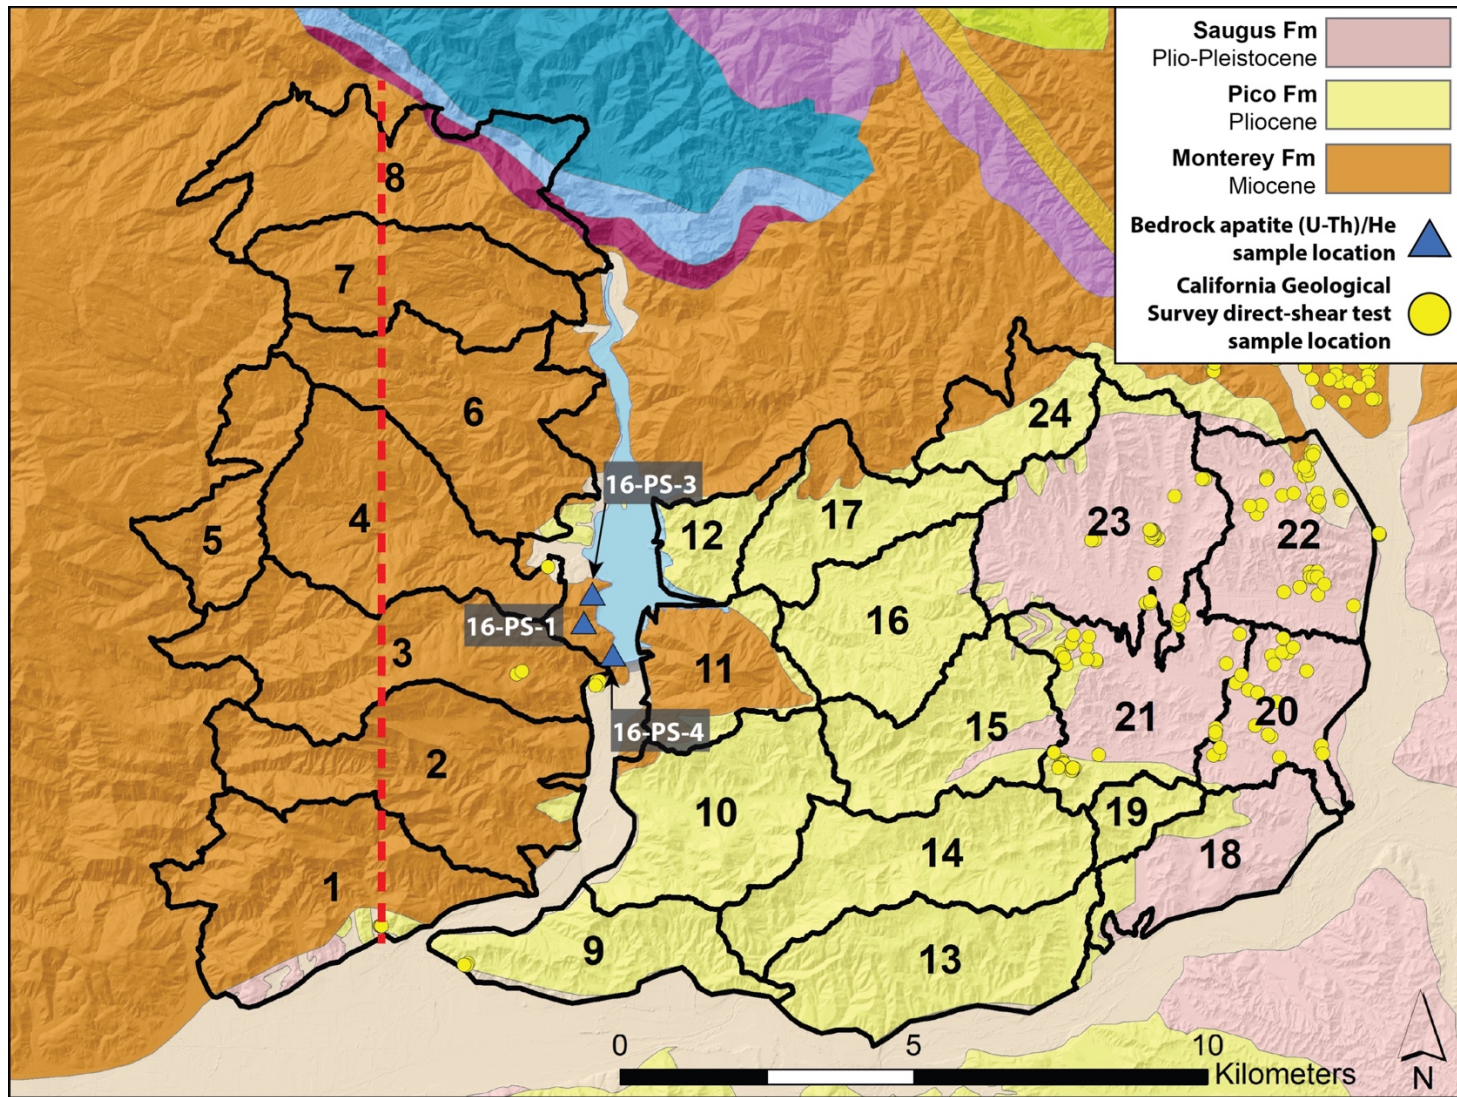 Saugus Fm
Plio-Pleistocene
Pico Fm
Pliocene
Monterey Fm
Miocene
Bedrock apatite (U-Th)/He
sample location
California Geological
Survey direct-shear test
sample location
8
7
6
24
16-PS-3
5
4
12
17
23
22
16-PS-1
3
11
16
16-PS-4
15
21
20
2
10
14
19
18
1
9
13
0
5
10
Kilometers
N